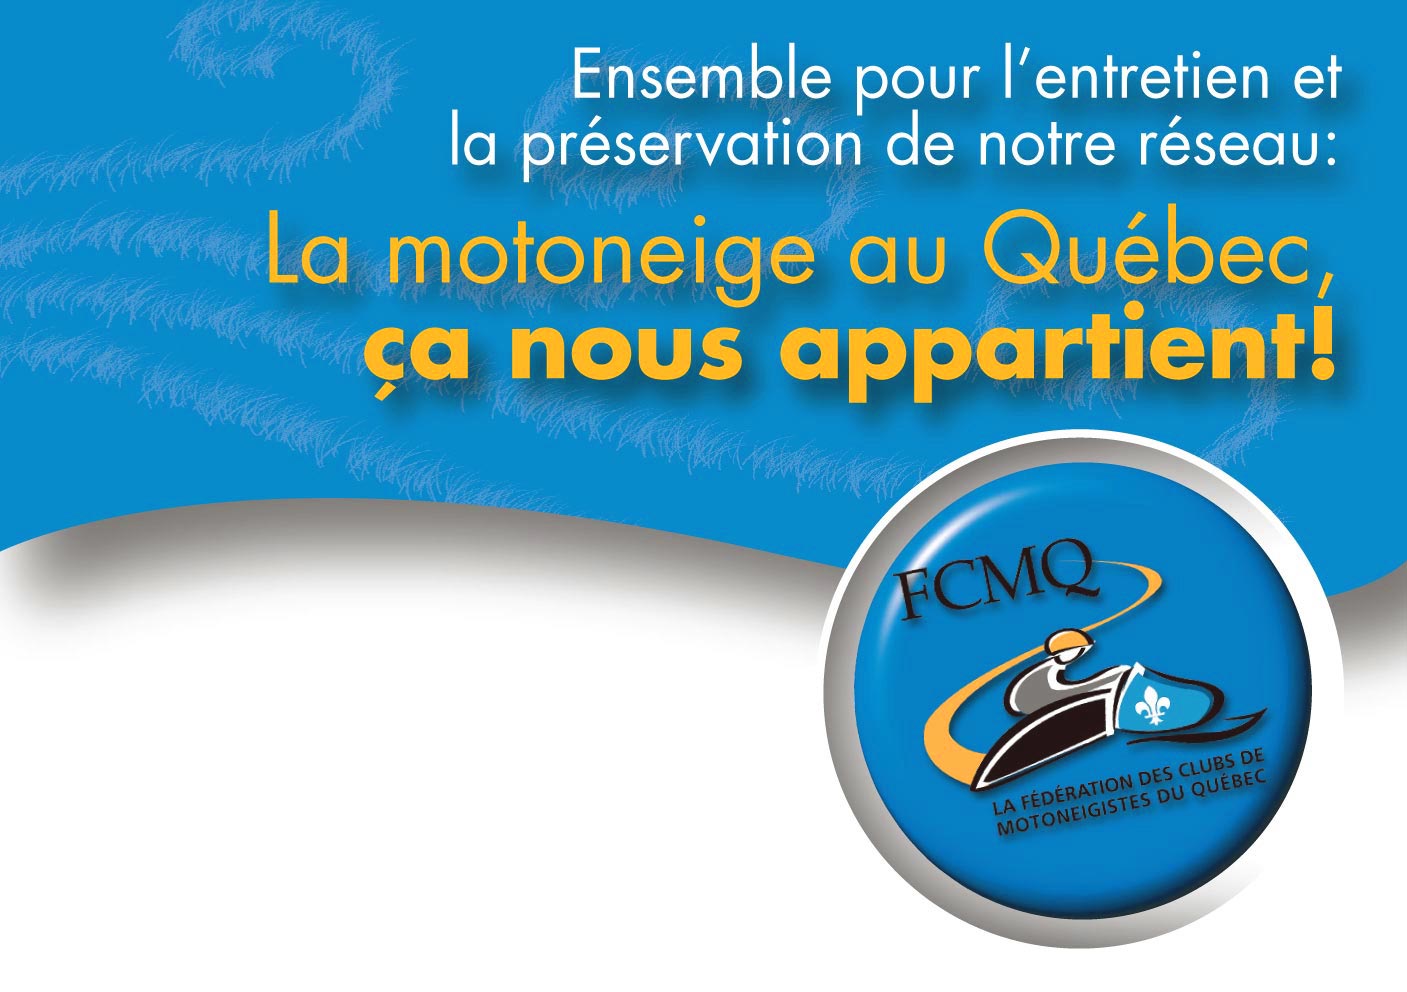 Ensemble pour l’entretien et
la préservation de notre réseau:
La motoneige au Québec,
ça nous appartient!
FCMQ
LA FÉDÉRATION DES CLUBS DE
MOTONEIGISTES DU QUÉBEC